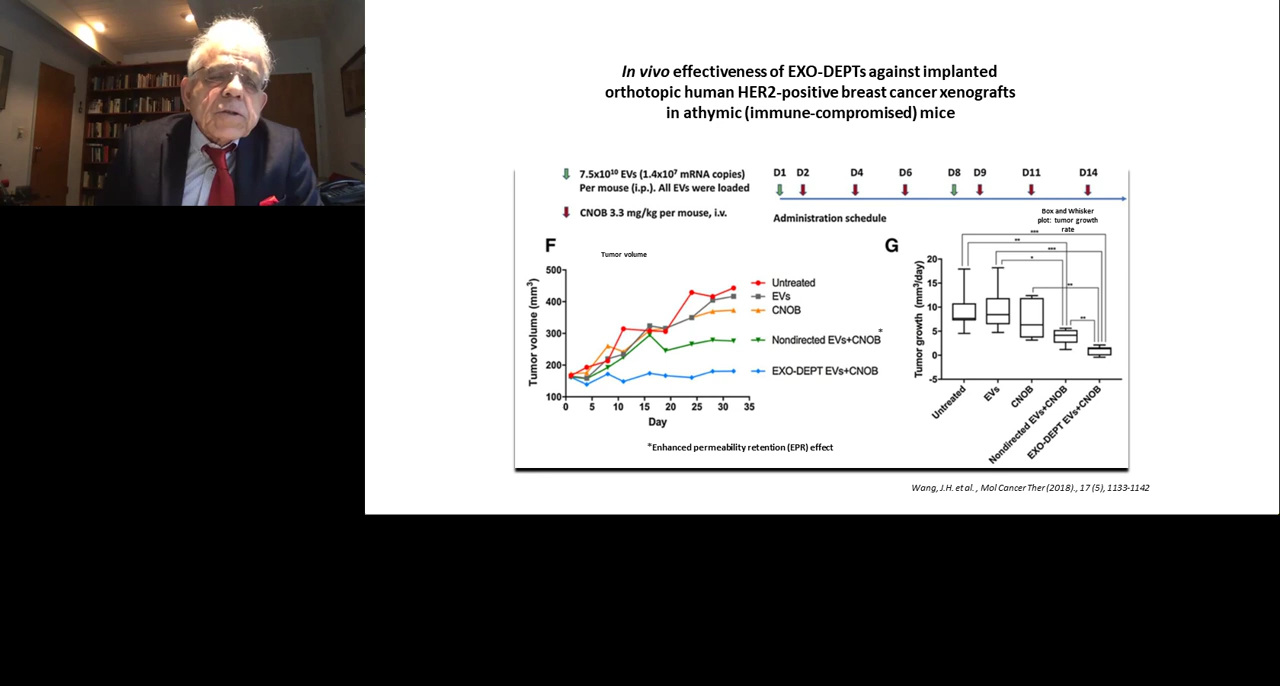 In vivo effectiveness of EXO-DEPTs against implanted
orthotopic human HER2-positive breast cancer xenografts
in athymic (immune-compromised) mice
7.5x10¹⁰ EVs (1.4x10⁷ mRNA copies)
Per mouse (i.p.). All EVs were loaded
CNOB 3.3 mg/kg per mouse, i.v.
D1 D2 D4 D6 D8 D9 D11 D14
Administration schedule
F
Tumor volume
Tumor volume (mm³)
500
400
300
200
100
0 5 10 15 20 25 30 35
Day
Untreated
EVs
CNOB
Nondirected EVs+CNOB*
EXO-DEPT EVs+CNOB
*Enhanced permeability retention (EPR) effect
G
Box and Whisker
plot: tumor growth
rate
Tumor growth (mm³/day)
20
15
10
5
0
-5
***
**
***
*
**
**
Untreated
EVs
CNOB
Nondirected EVs+CNOB
EXO-DEPT EVs+CNOB
Wang, J.H. et al. , Mol Cancer Ther (2018)., 17 (5), 1133-1142